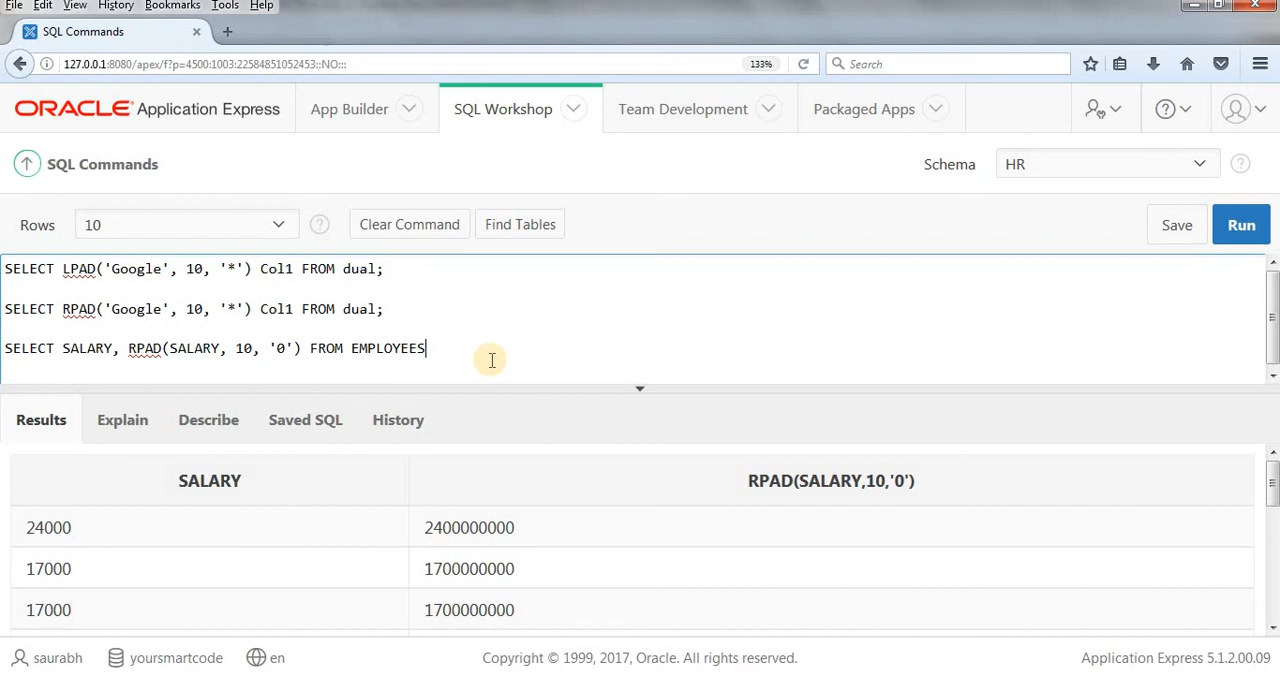 File Edit View History Bookmarks Tools Help
SQL Commands
127.0.0.1:8080/apex/f?p=4500:1003:22584851052453::NO::: 133% Search
ORACLE Application Express App Builder SQL Workshop Team Development Packaged Apps
SQL Commands Schema HR
Rows 10 Clear Command Find Tables Save Run
SELECT LPAD('Google', 10, '*') Col1 FROM dual;
SELECT RPAD('Google', 10, '*') Col1 FROM dual;
SELECT SALARY, RPAD(SALARY, 10, '0') FROM EMPLOYEES
Results Explain Describe Saved SQL History
SALARY RPAD(SALARY,10,'0')
24000 2400000000
17000 1700000000
17000 1700000000
saurabh yoursmartcode en Copyright © 1999, 2017, Oracle. All rights reserved. Application Express 5.1.2.00.09